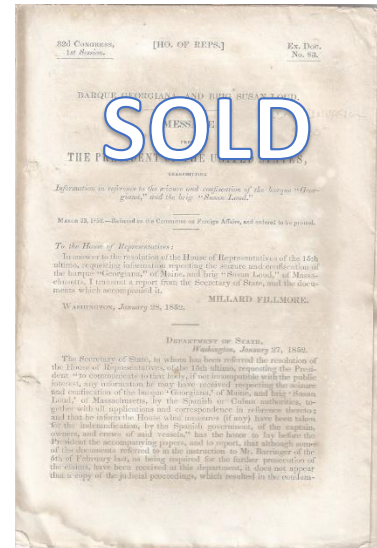 32d Congress,
1st Session.
[HO. OF REPS.]
Ex. Doc.
No. 83.
BARQUE GEORGIANA AND BRIG SUSAN LOUD.
SOLD
MESSAGE
THE PRESIDENT OF THE UNITED STATES,
TRANSMITTING
Information in reference to the seizure and confiscation of the barque "Geor-
giana," and the brig "Susan Loud."
March 13, 1852.—Referred to the Committee on Foreign Affairs, and ordered to be printed.
To the House of Representatives:
In answer to the resolution of the House of Representatives of the 15th
ultimo, requesting information respecting the seizure and confiscation of
the barque "Georgiana," of Maine, and brig "Susan Loud," of Massa-
chusetts, I transmit a report from the Secretary of State, and the docu-
ments which accompanied it.
MILLARD FILLMORE.
Washington, January 28, 1852.
Department of State,
Washington, January 27, 1852.
The Secretary of State, to whom has been referred the resolution of
the House of Representatives, of the 15th ultimo, requesting the Presi-
dent "to communicate to that body, if not incompatible with the public
interest, any information he may have received respecting the seizure
and confiscation of the barque 'Georgiana,' of Maine, and brig 'Susan
Loud,' of Massachusetts, by the Spanish or Cuban authorities, to-
gether with all applications and correspondence in reference thereto;
and that he inform the House what measures (if any) have been taken
for the indemnification, by the Spanish government, of the captain,
owners, and crews of said vessels," has the honor to lay before the
President the accompanying papers, and to report, that although some
of the documents referred to in the instruction to Mr. Barringer of the
5th of February last, as being required for the further prosecution of
the claims, have been received at this department, it does not appear
that a copy of the judicial proceedings, which resulted in the condem-